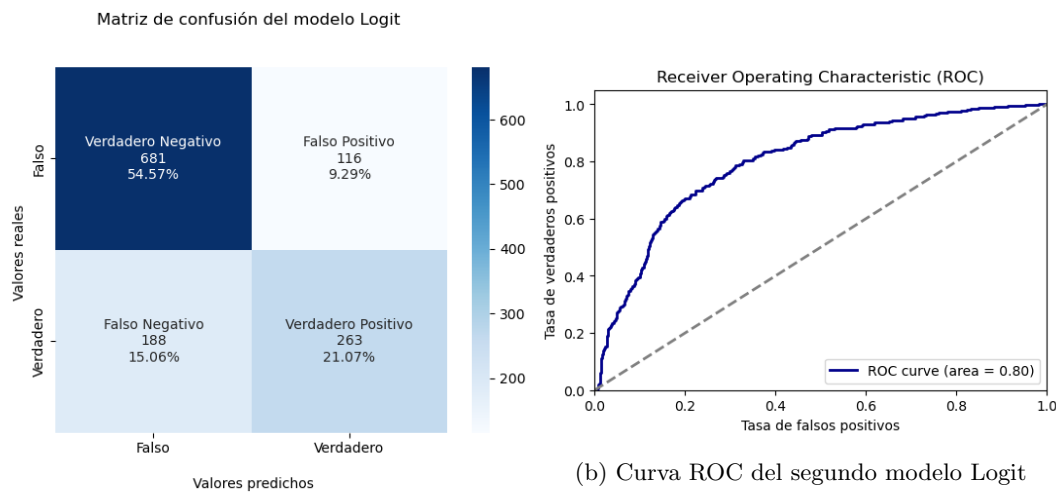 Matriz de confusión del modelo Logit
Verdadero Negativo
681
54.57%
Falso Positivo
116
9.29%
Falso Negativo
188
15.06%
Verdadero Positivo
263
21.07%
Falso
Verdadero
Valores reales
Falso
Verdadero
Valores predichos
600
500
400
300
200
Receiver Operating Characteristic (ROC)
1.0
0.8
0.6
0.4
0.2
0.0
Tasa de verdaderos positivos
ROC curve (area = 0.80)
0.0
0.2
0.4
0.6
0.8
1.0
Tasa de falsos positivos
(b) Curva ROC del segundo modelo Logit